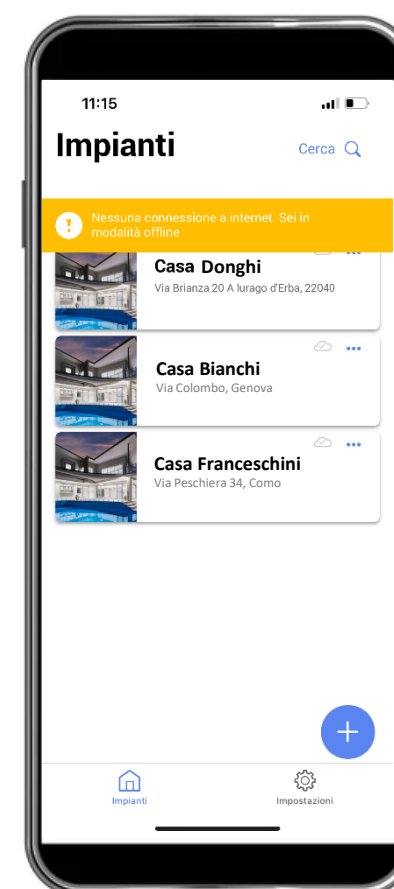 11:15
Impianti
Cerca
Nessuna connessione a internet. Sei in
modalità offline
Casa Donghi
Via Brianza 20 A lurago d'Erba, 22040
Casa Bianchi
Via Colombo, Genova
Casa Franceschini
Via Peschiera 34, Como
Impianti
Impostazioni